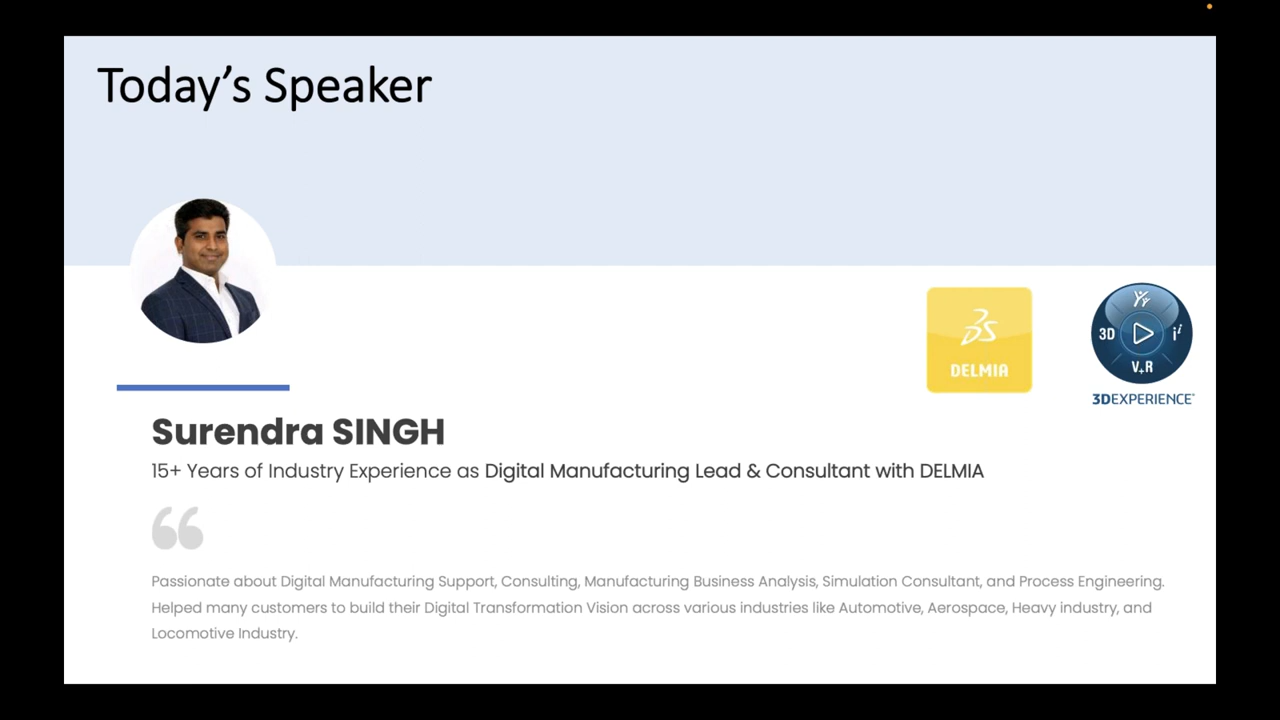 Today's Speaker
DELMIA
3D
V+R
3DEXPERIENCE
Surendra SINGH
15+ Years of Industry Experience as Digital Manufacturing Lead & Consultant with DELMIA
“
Passionate about Digital Manufacturing Support, Consulting, Manufacturing Business Analysis, Simulation Consultant, and Process Engineering.
Helped many customers to build their Digital Transformation Vision across various industries like Automotive, Aerospace, Heavy industry, and
Locomotive Industry.